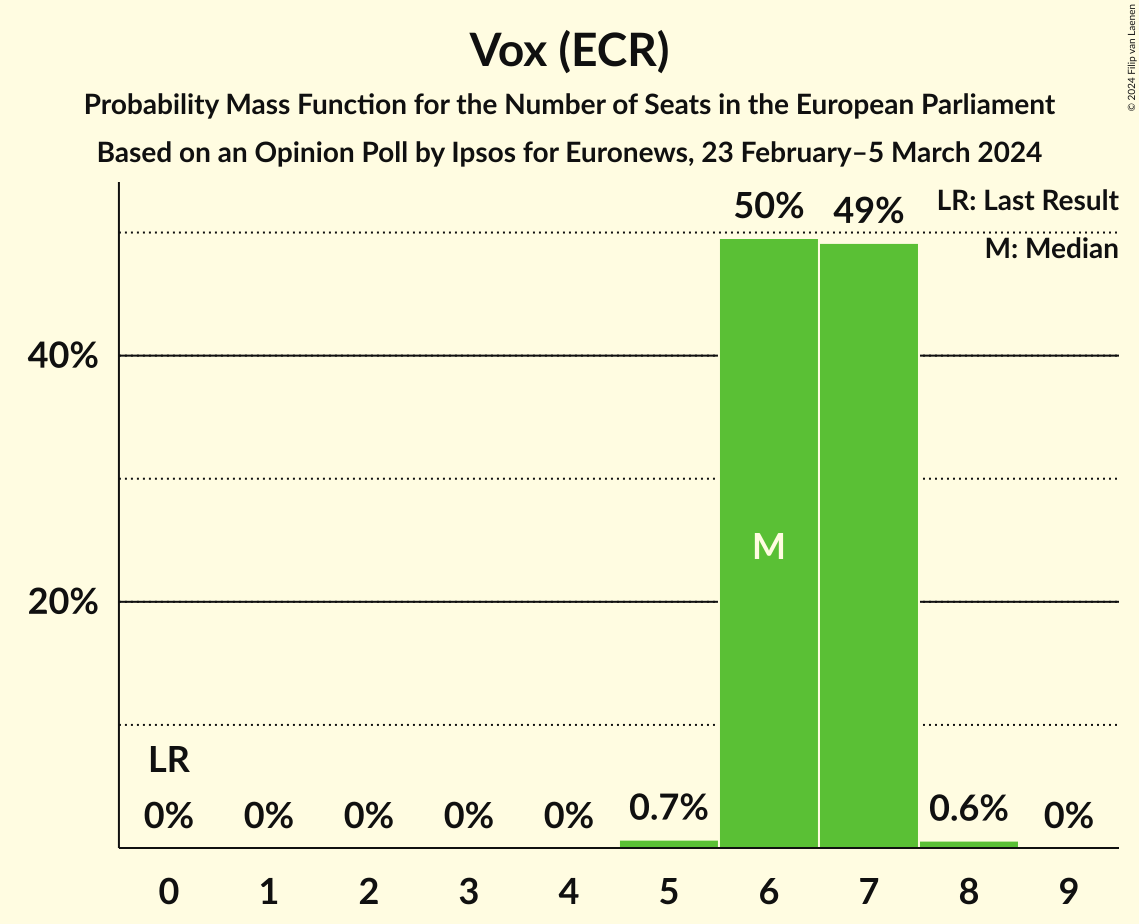 Vox (ECR)
Probability Mass Function for the Number of Seats in the European Parliament
Based on an Opinion Poll by Ipsos for Euronews, 23 February–5 March 2024
© 2024 Filip van Laenen
LR: Last Result
M: Median
50%
49%
40%
M
20%
LR
0%
0%
0%
0%
0%
0.7%
0.6%
0%
0
1
2
3
4
5
6
7
8
9